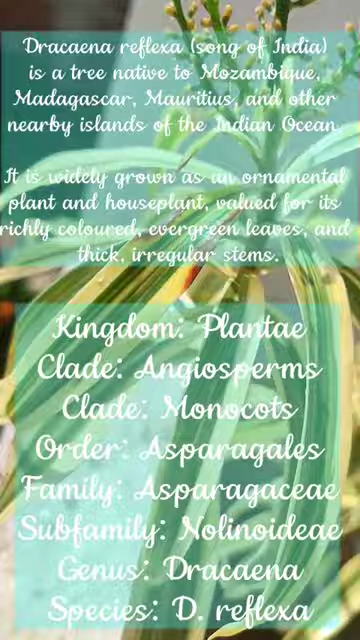 Dracaena reflexa (song of India)
is a tree native to Mozambique,
Madagascar, Mauritius, and other
nearby islands of the Indian Ocean.
It is widely grown as an ornamental
plant and houseplant, valued for its
richly coloured, evergreen leaves, and
thick, irregular stems.
Kingdom: Plantae
Clade: Angiosperms
Clade: Monocots
Order: Asparagales
Family: Asparagaceae
Subfamily: Nolinoideae
Genus: Dracaena
Species: D. reflexa